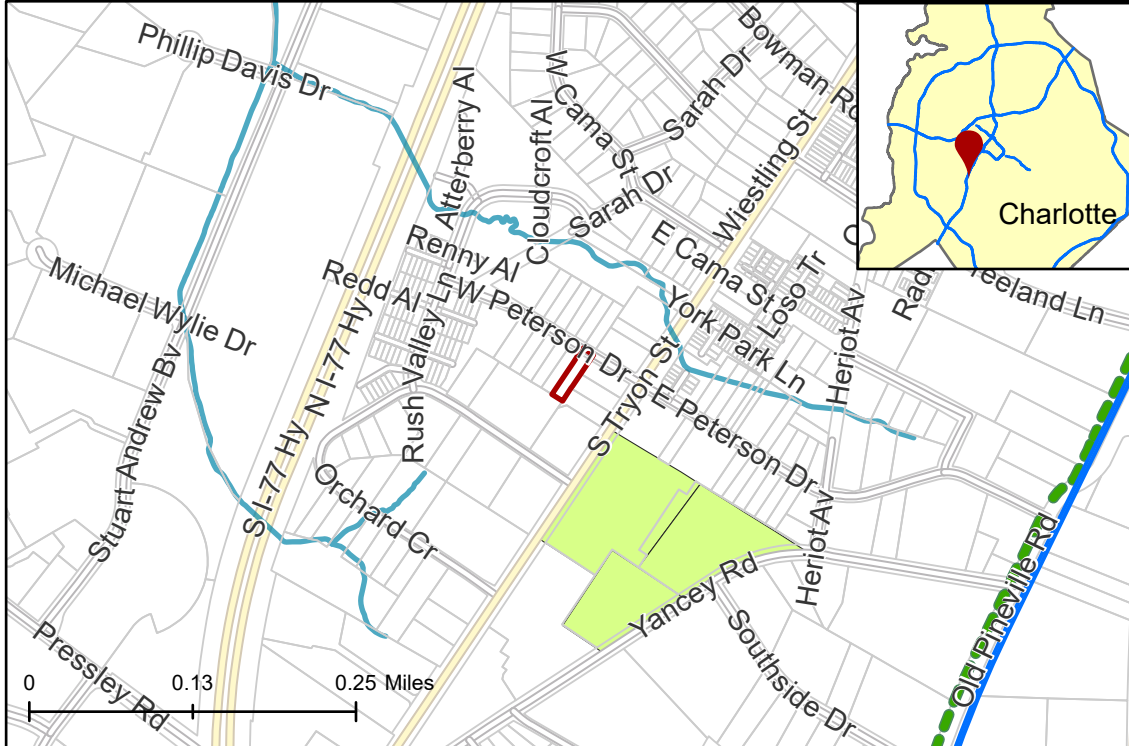 Phillip Davis Dr
Bowman Rd
Sarah Dr
W Cama St
Wiestling St
Atterberry Al
Cloudcroft Al
Sarah Dr
Charlotte
Renny Al
E Cama St
Loso Tr
Redd Al
W Peterson Dr
York Park Ln
Heriot Av
Michael Wylie Dr
Rush Valley Ln
S I-77 Hy
N I-77 Hy
S Tryon St
E Peterson Dr
Stuart Andrew Bv
Orchard Cr
Heriot Av
Yancey Rd
Old Pineville Rd
Southside Dr
Pressley Rd
0
0.13
0.25 Miles